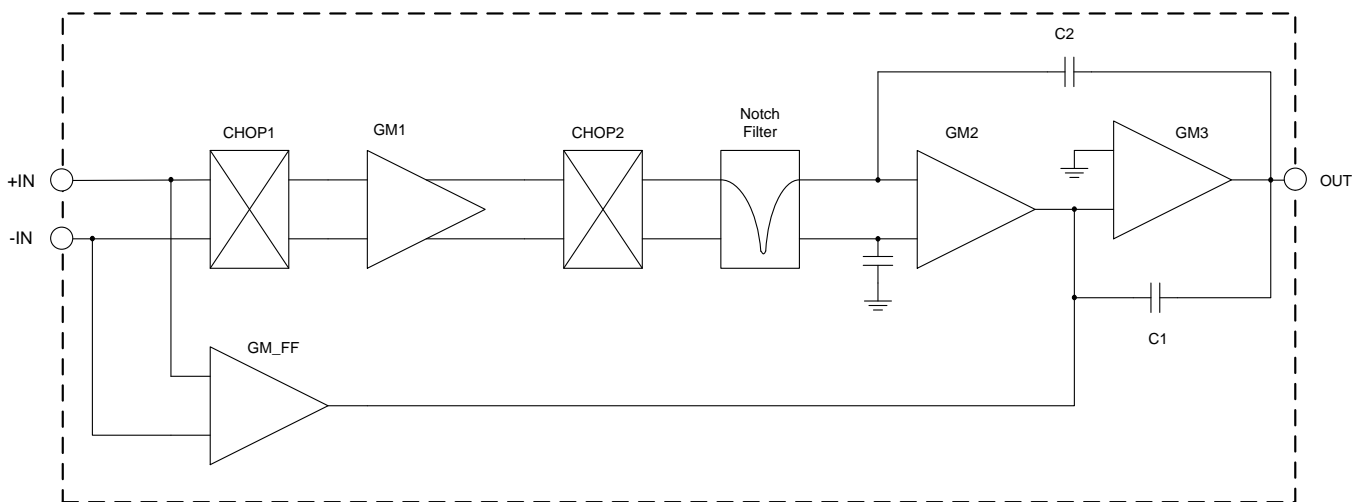 C2
Notch
Filter
CHOP1
GM1
CHOP2
GM2
GM3
+IN
OUT
-IN
C1
GM_FF